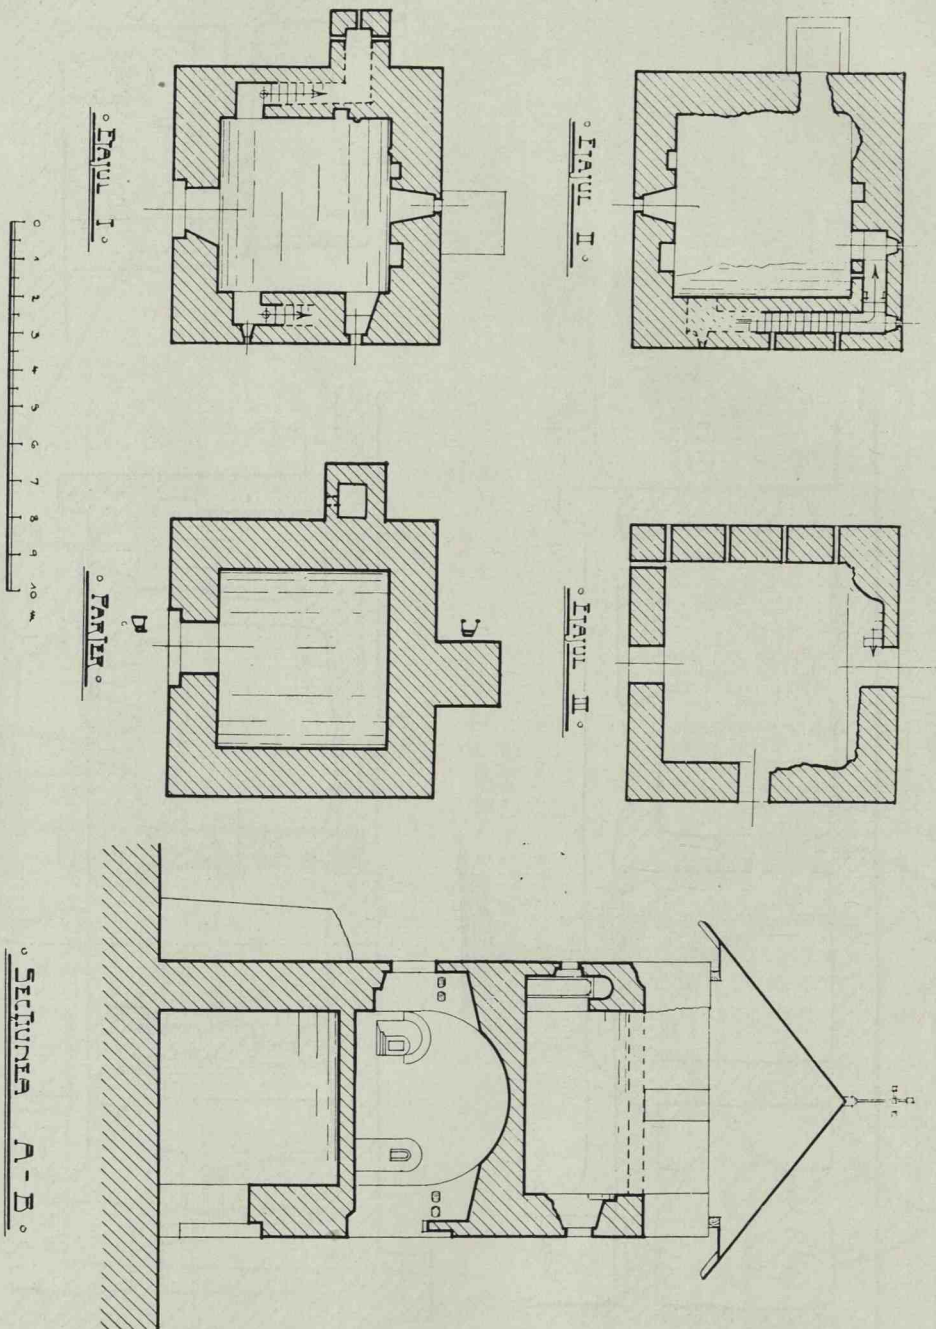 ETAJUL II
ETAJUL III
ETAJUL I
A
PARTER
B
0 1 2 3 4 5 6 7 8 9 10 m
SECȚIUNEA A-B